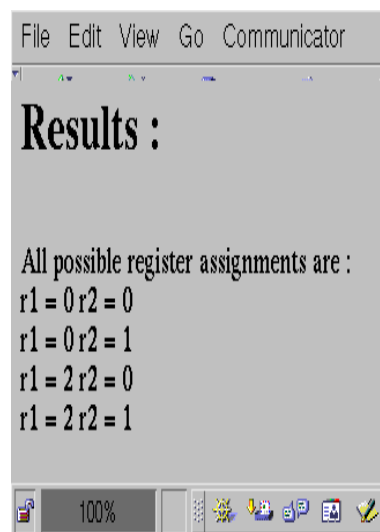 File Edit View Go Communicator
Results :
All possible register assignments are :
r1 = 0 r2 = 0
r1 = 0 r2 = 1
r1 = 2 r2 = 0
r1 = 2 r2 = 1
100%